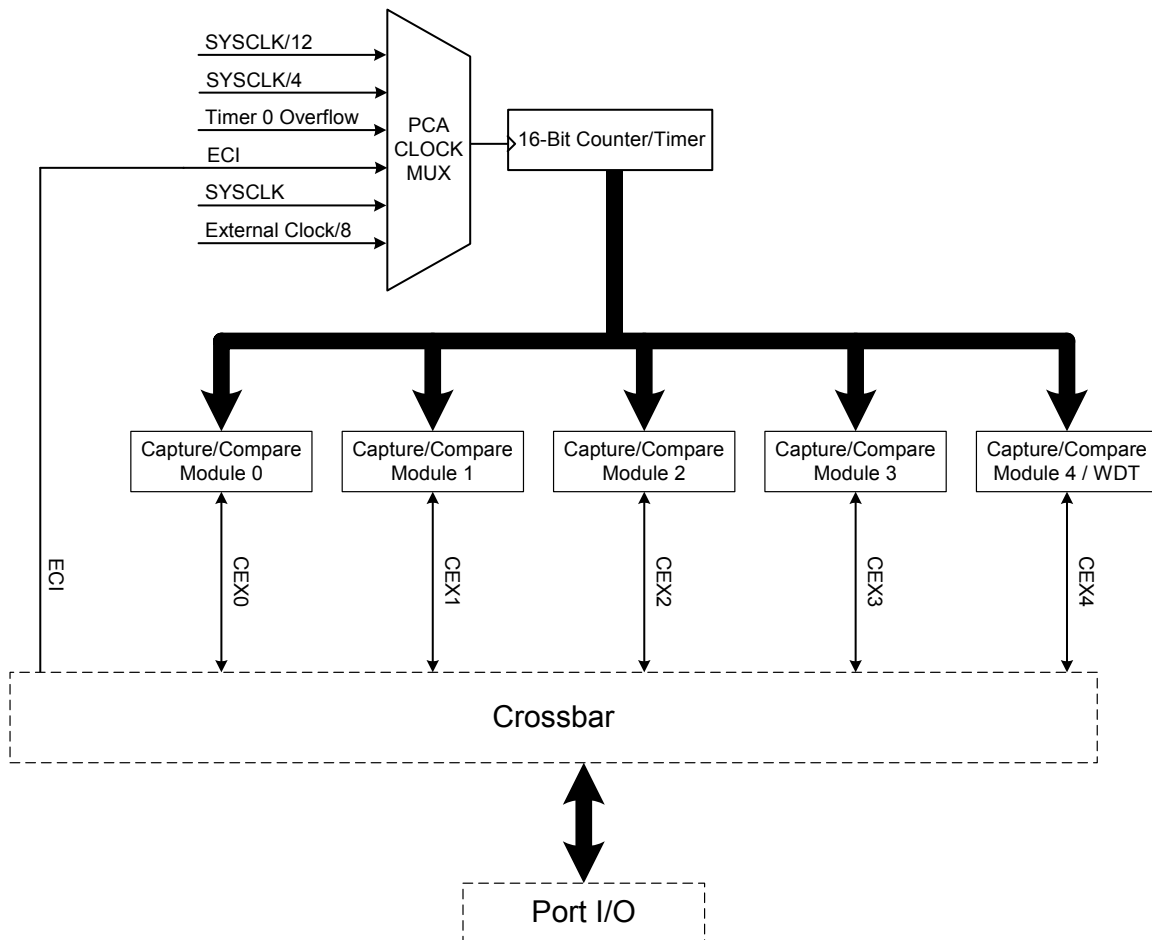 SYSCLK/12
SYSCLK/4
Timer 0 Overflow
ECI
SYSCLK
External Clock/8
PCA
CLOCK
MUX
16-Bit Counter/Timer
Capture/Compare
Module 0
Capture/Compare
Module 1
Capture/Compare
Module 2
Capture/Compare
Module 3
Capture/Compare
Module 4 / WDT
ECI
CEX0
CEX1
CEX2
CEX3
CEX4
Crossbar
Port I/O